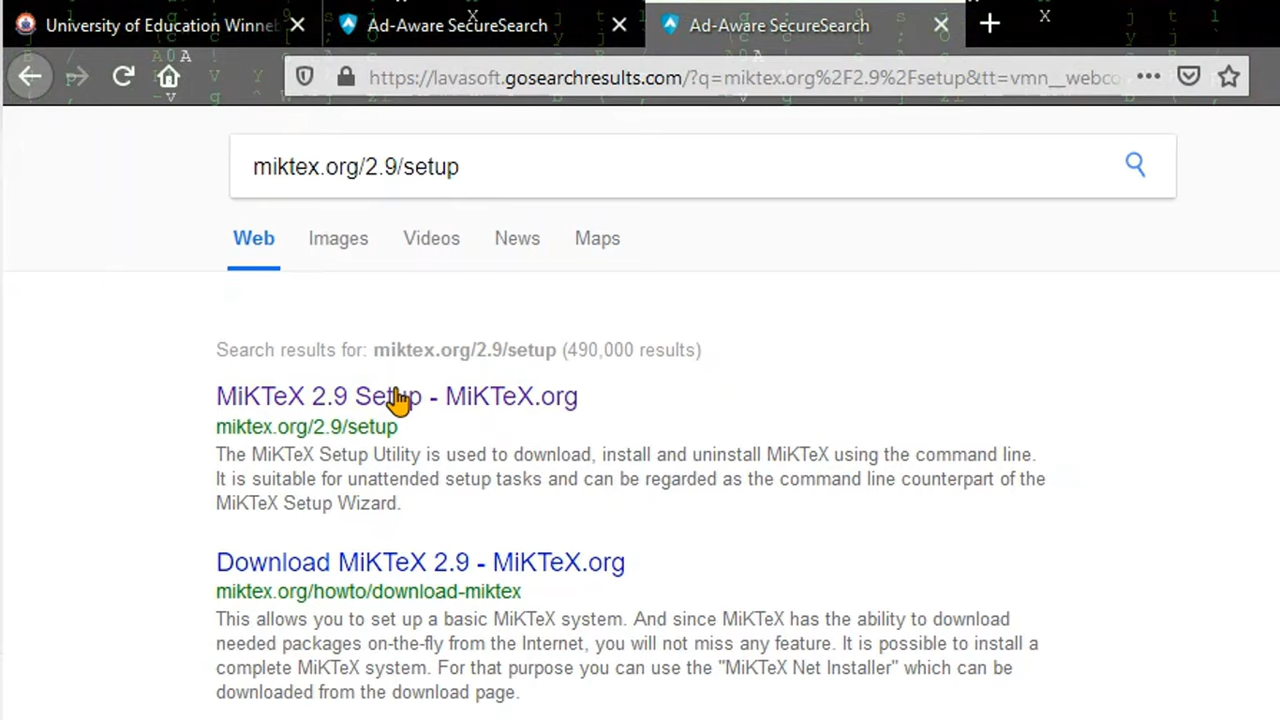 University of Education Winne
Ad-Aware SecureSearch
Ad-Aware SecureSearch
https://lavasoft.gosearchresults.com/?q=miktex.org%2F2.9%2Fsetup&tt=vmn__webco
miktex.org/2.9/setup
Web Images Videos News Maps
Search results for: miktex.org/2.9/setup (490,000 results)
MiKTeX 2.9 Setup - MiKTeX.org
miktex.org/2.9/setup
The MiKTeX Setup Utility is used to download, install and uninstall MiKTeX using the command line.
It is suitable for unattended setup tasks and can be regarded as the command line counterpart of the
MiKTeX Setup Wizard.
Download MiKTeX 2.9 - MiKTeX.org
miktex.org/howto/download-miktex
This allows you to set up a basic MiKTeX system. And since MiKTeX has the ability to download
needed packages on-the-fly from the Internet, you will not miss any feature. It is possible to install a
complete MiKTeX system. For that purpose you can use the "MiKTeX Net Installer" which can be
downloaded from the download page.